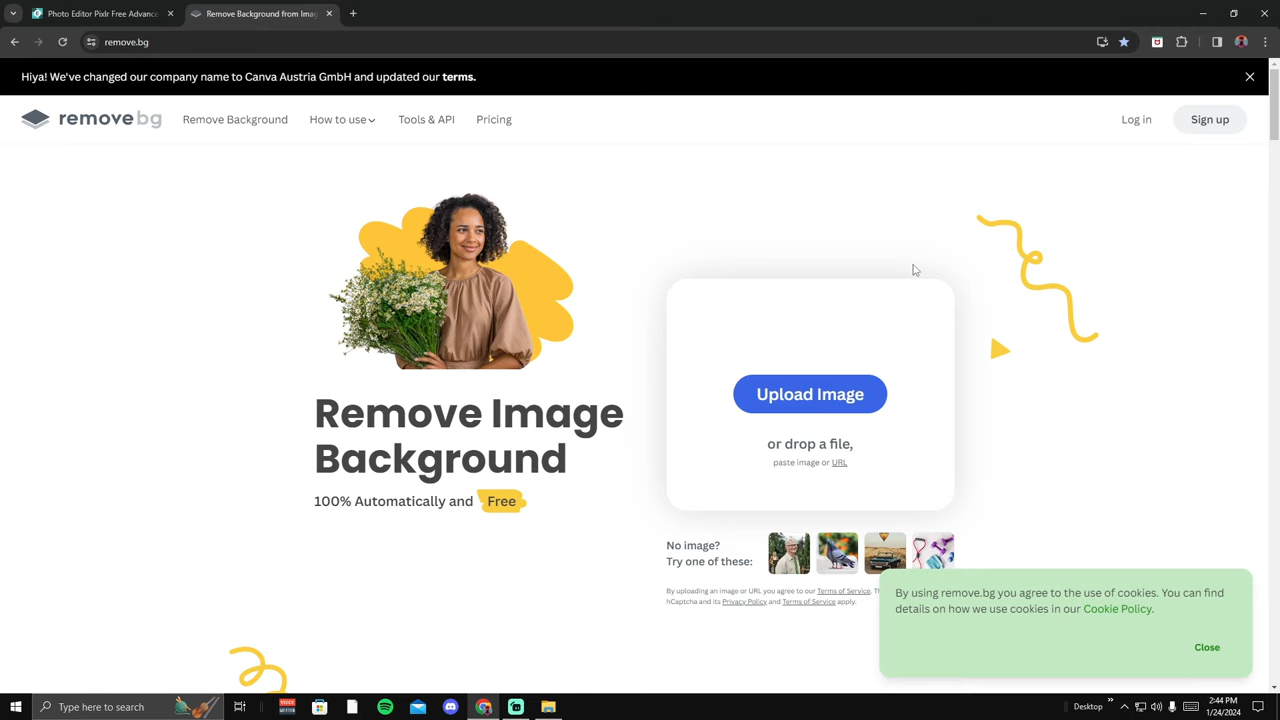 Photo Editor Pixlr Free Advanc
Remove Background from Imag
remove.bg
Hiya! We've changed our company name to Canva Austria GmbH and updated our terms.
removebg
Remove Background
How to use
Tools & API
Pricing
Log in
Sign up
Upload Image
or drop a file,
paste image or URL
Remove Image
Background
100% Automatically and Free
No image?
Try one of these:
By uploading an image or URL you agree to our Terms of Service. Th
hCaptcha and its Privacy Policy and Terms of Service apply.
By using remove.bg you agree to the use of cookies. You can find
details on how we use cookies in our Cookie Policy.
Close
Type here to search
Desktop
2:44 PM
1/24/2024